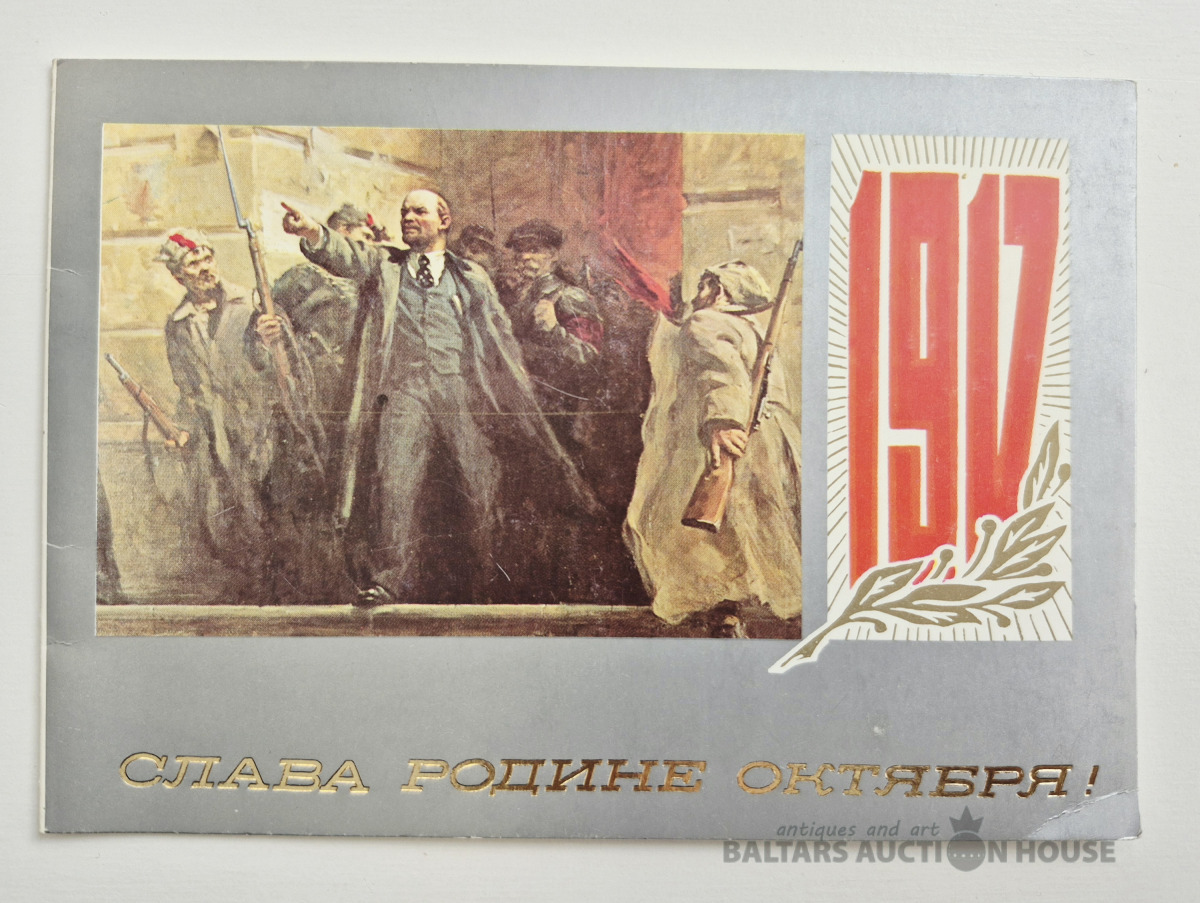 1917
СЛАВА РОДИНЕ ОКТЯБРЯ!
antiques and art
BALTARS AUCTION HOUSE